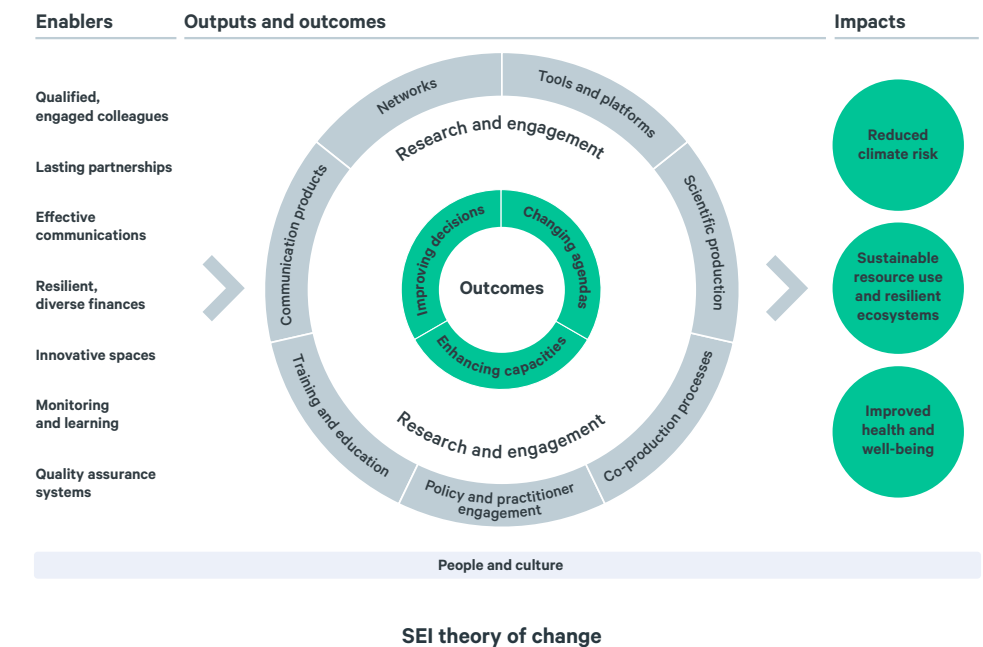 Enablers
Outputs and outcomes
Impacts
Qualified,
engaged colleagues
Lasting partnerships
Effective
communications
Resilient,
diverse finances
Innovative spaces
Monitoring
and learning
Quality assurance
systems
Networks
Tools and platforms
Scientific production
Co-production processes
Policy and practitioner
engagement
Training and education
Communication products
Research and engagement
Improving decisions
Changing agendas
Enhancing capacities
Outcomes
Research and engagement
Reduced
climate risk
Sustainable
resource use
and resilient
ecosystems
Improved
health and
well-being
People and culture
SEI theory of change